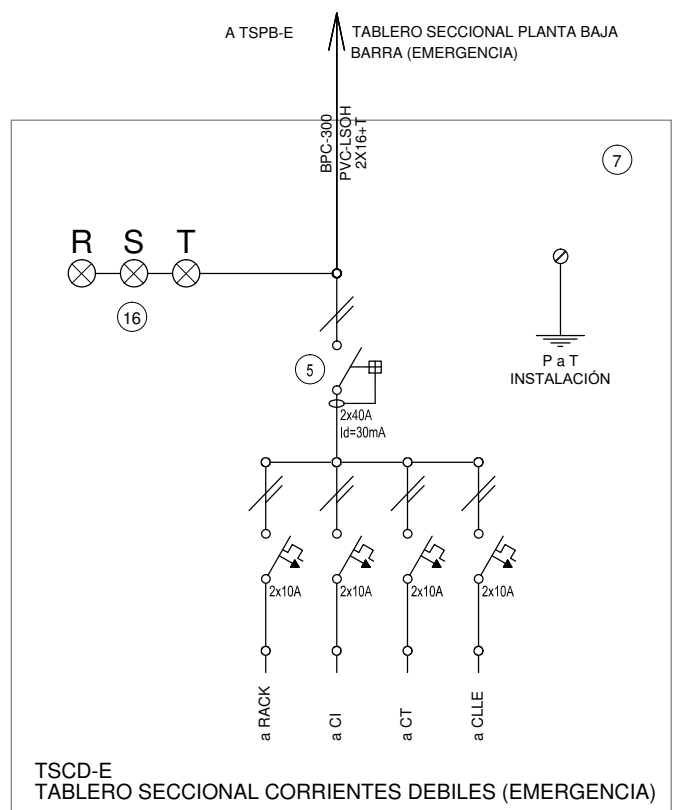 A TSPB-E
TABLERO SECCIONAL PLANTA BAJA
BARRA (EMERGENCIA)
BPC-300
PVC-LSOH
2X16+T
7
R S T
16
P a T
INSTALACIÓN
5
2x40A
Id=30mA
2x10A
2x10A
2x10A
2x10A
a RACK
a CI
a CT
a CLLE
TSCD-E
TABLERO SECCIONAL CORRIENTES DEBILES (EMERGENCIA)